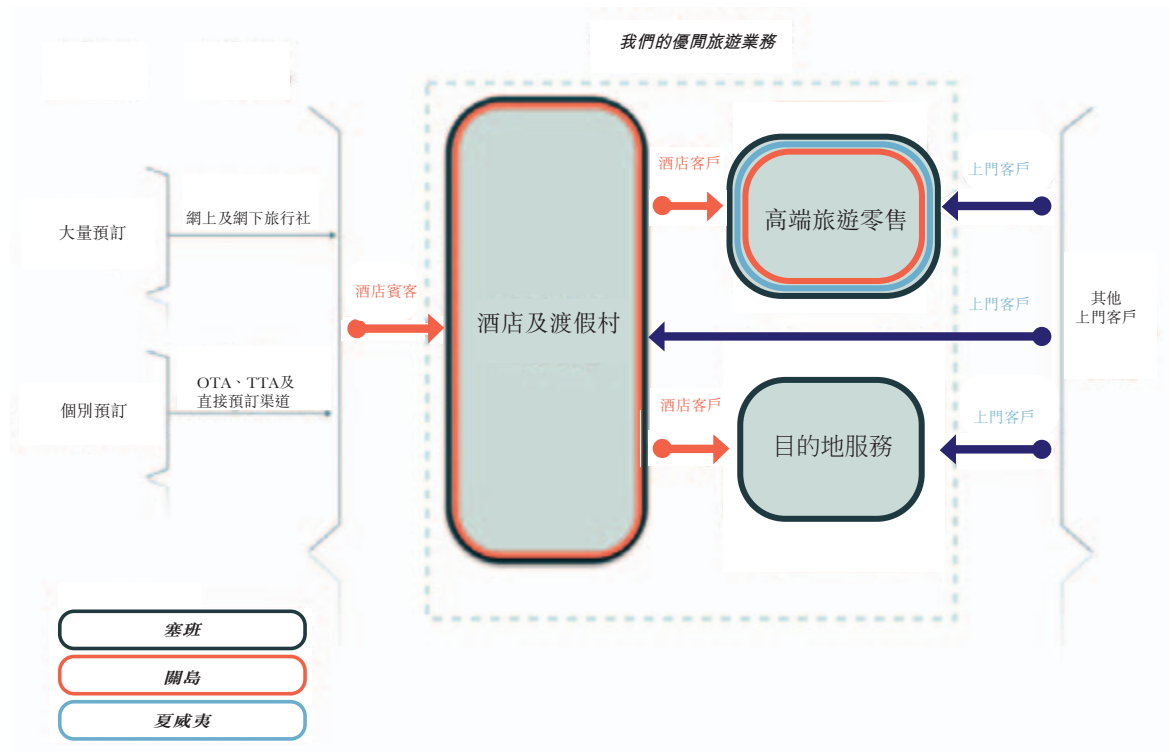 我們的優閒旅遊業務
大量預訂
網上及網下旅行社
個別預訂
OTA、TTA及
直接預訂渠道
酒店賓客
酒店及渡假村
酒店客戶
高端旅遊零售
上門客戶
上門客戶
酒店客戶
目的地服務
上門客戶
其他
上門客戶
塞班
關島
夏威夷